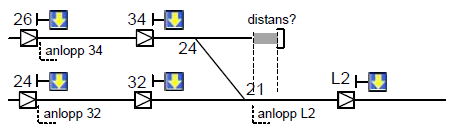 26
34
distans?
anlopp 34
24
24
32
21
L2
anlopp 32
anlopp L2